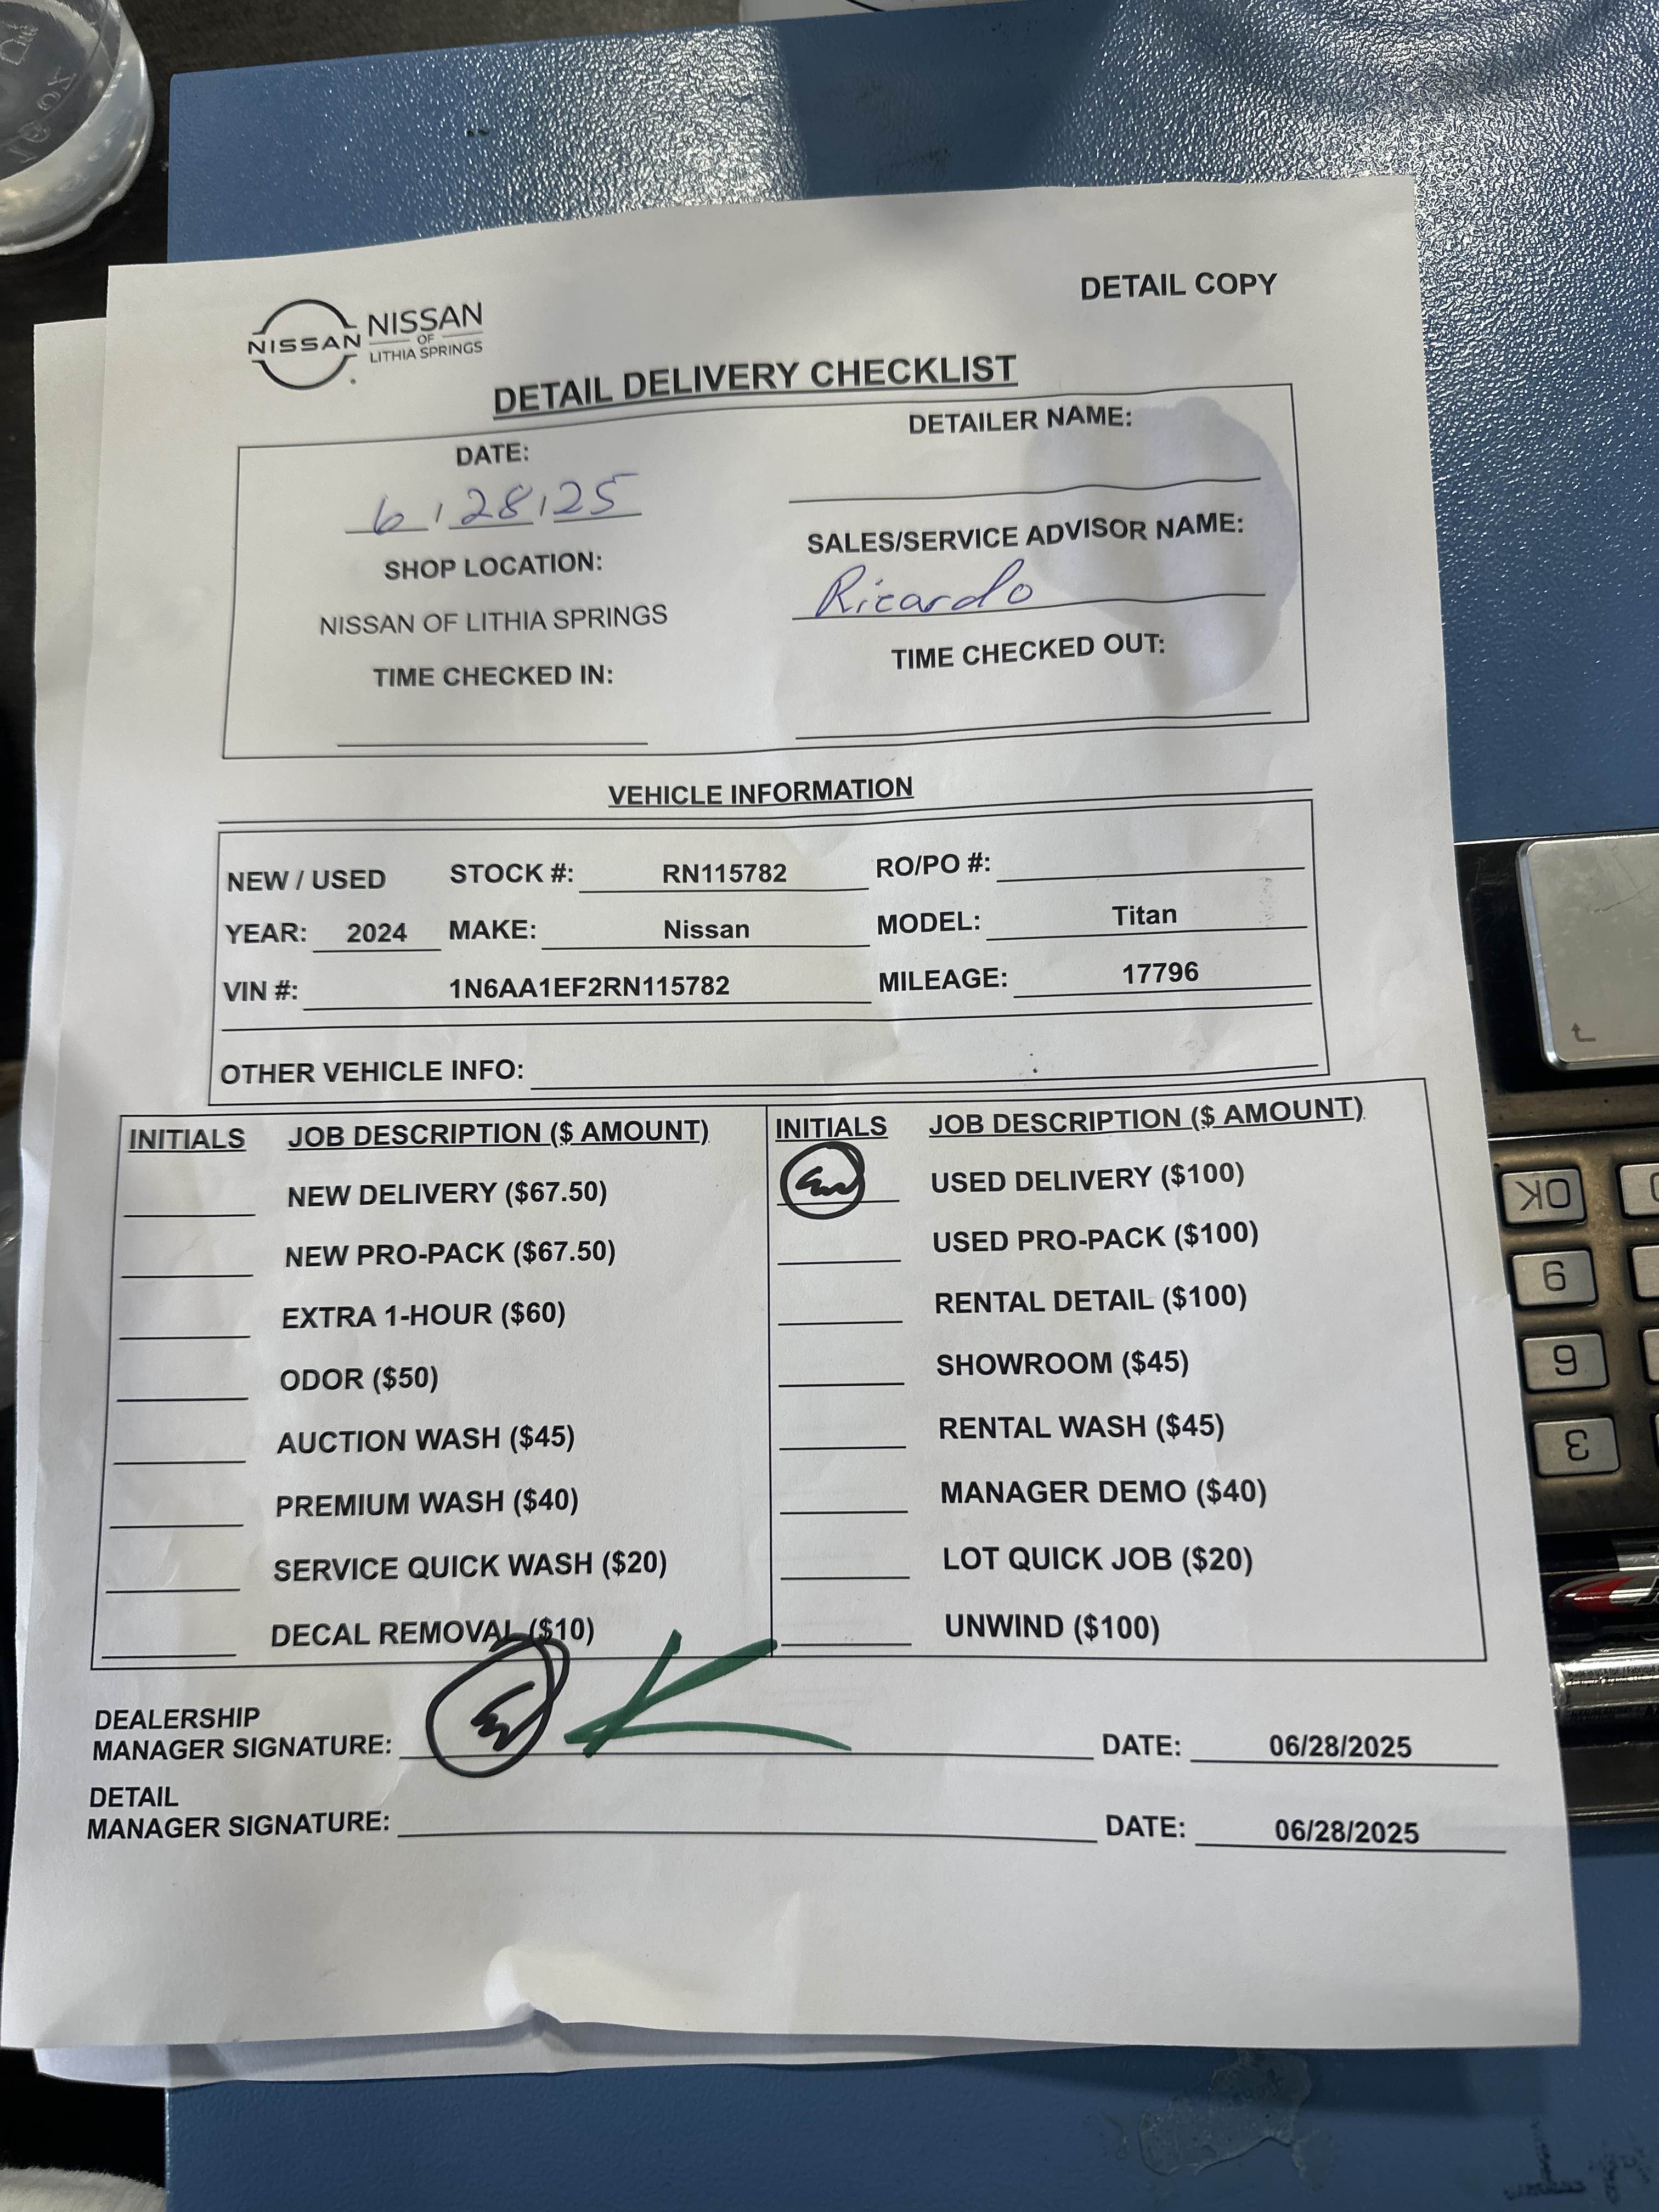 DETAIL COPY
NISSAN
NISSAN
OF
LITHIA SPRINGS
DETAIL DELIVERY CHECKLIST
DATE:
6/28/25
DETAILER NAME:
SHOP LOCATION:
NISSAN OF LITHIA SPRINGS
SALES/SERVICE ADVISOR NAME:
Ricardo
TIME CHECKED IN:
TIME CHECKED OUT:
VEHICLE INFORMATION
NEW / USED STOCK #: RN115782 RO/PO #:
YEAR: 2024 MAKE: Nissan MODEL: Titan
VIN #: 1N6AA1EF2RN115782 MILEAGE: 17796
OTHER VEHICLE INFO:
INITIALS JOB DESCRIPTION ($ AMOUNT)
NEW DELIVERY ($67.50)
NEW PRO-PACK ($67.50)
EXTRA 1-HOUR ($60)
ODOR ($50)
AUCTION WASH ($45)
PREMIUM WASH ($40)
SERVICE QUICK WASH ($20)
DECAL REMOVAL ($10)
INITIALS JOB DESCRIPTION ($ AMOUNT)
USED DELIVERY ($100)
USED PRO-PACK ($100)
RENTAL DETAIL ($100)
SHOWROOM ($45)
RENTAL WASH ($45)
MANAGER DEMO ($40)
LOT QUICK JOB ($20)
UNWIND ($100)
DEALERSHIP
MANAGER SIGNATURE: DATE: 06/28/2025
DETAIL
MANAGER SIGNATURE: DATE: 06/28/2025
OK
9
6
3